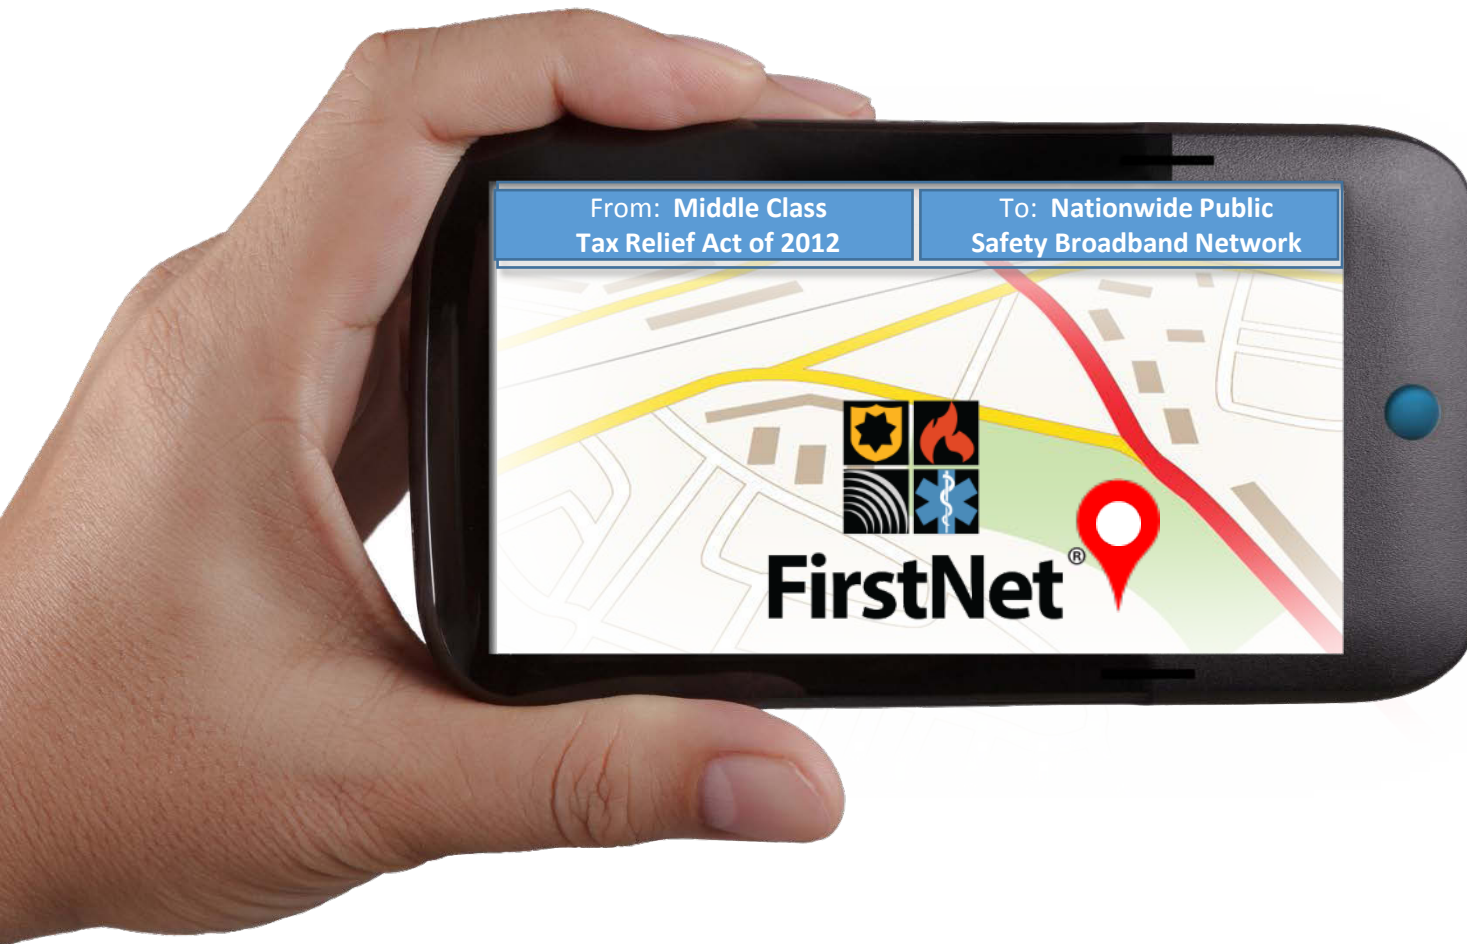 From: Middle Class
Tax Relief Act of 2012
To: Nationwide Public
Safety Broadband Network
FirstNet®